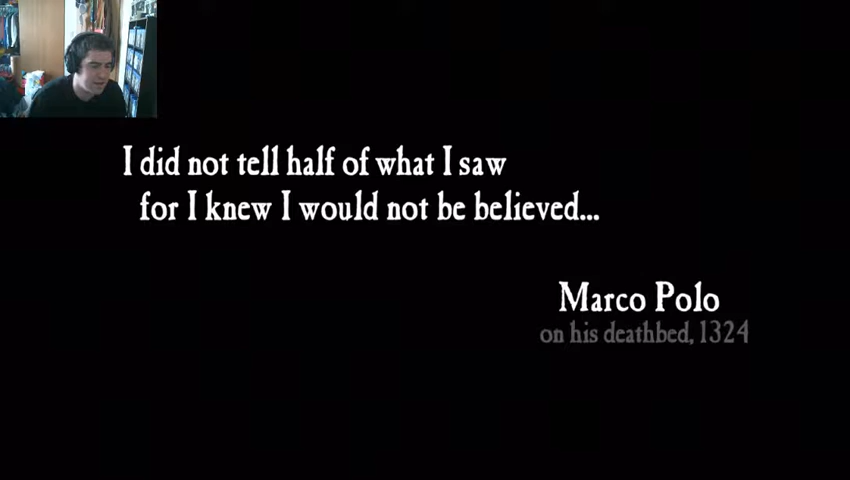 I did not tell half of what I saw
for I knew I would not be believed...
Marco Polo
on his deathbed, 1324